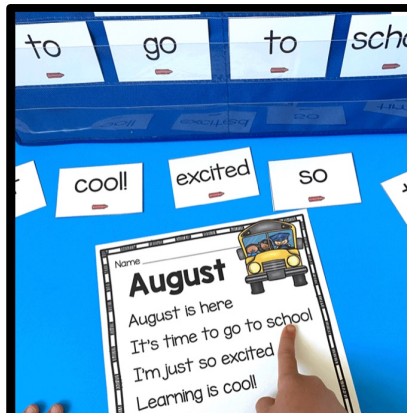 to go to
cool! excited so
Name
August
August is here
It's time to go to school
I'm just so excited
Learning is cool!